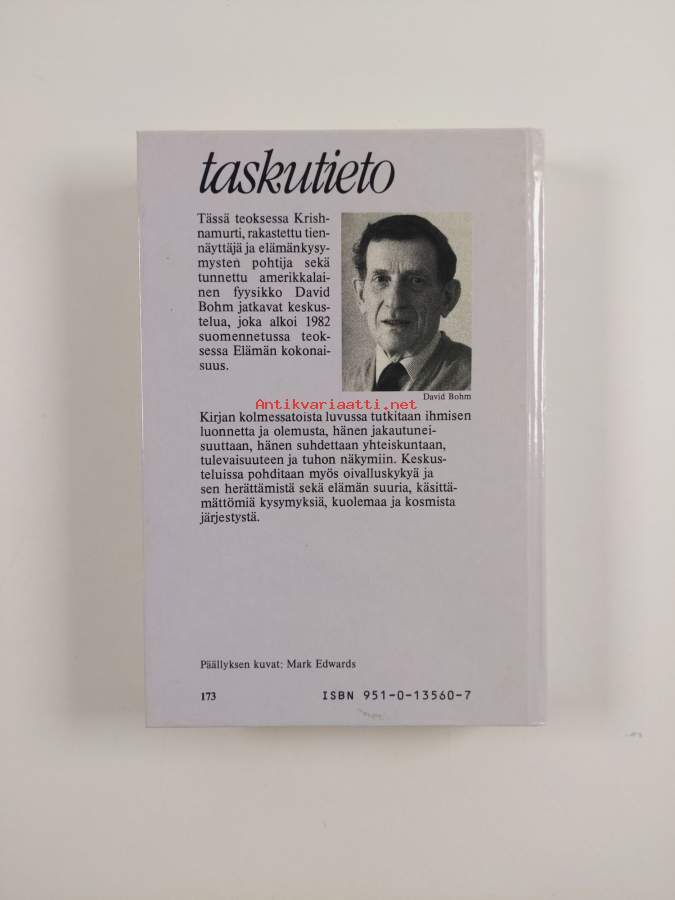 taskutieto
Tässä teoksessa Krish-
namurti, rakastettu tien-
näyttäjä ja elämänkysy-
mysten pohtija sekä
tunnettu amerikkalai-
nen fyysikko David
Bohm jatkavat keskus-
telua, joka alkoi 1982
suomennetussa teok-
sessa Elämän kokonai-
suus.
David Bohm
Antikvariaatti.net
Kirjan kolmessatoista luvussa tutkitaan ihmisen
luonnetta ja olemusta, hänen jakautunei-
suuttaan, hänen suhdettaan yhteiskuntaan,
tulevaisuuteen ja tuhon näkymiin. Keskus-
teluissa pohditaan myös oivalluskykyä ja
sen herättämistä sekä elämän suuria, käsittä-
mättömiä kysymyksiä, kuolemaa ja kosmista
järjestystä.
Päällyksen kuvat: Mark Edwards
173 ISBN 951-0-13560-7